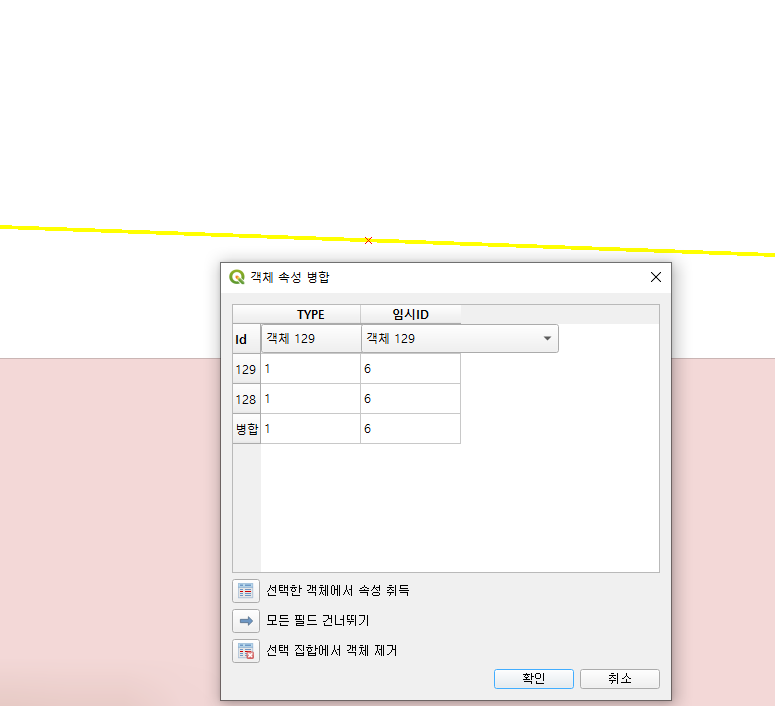 객체 속성 병합
TYPE 임시ID
Id 객체 129 객체 129
129 1 6
128 1 6
병합 1 6
선택한 객체에서 속성 취득
모든 필드 건너뛰기
선택 집합에서 객체 제거
확인 취소